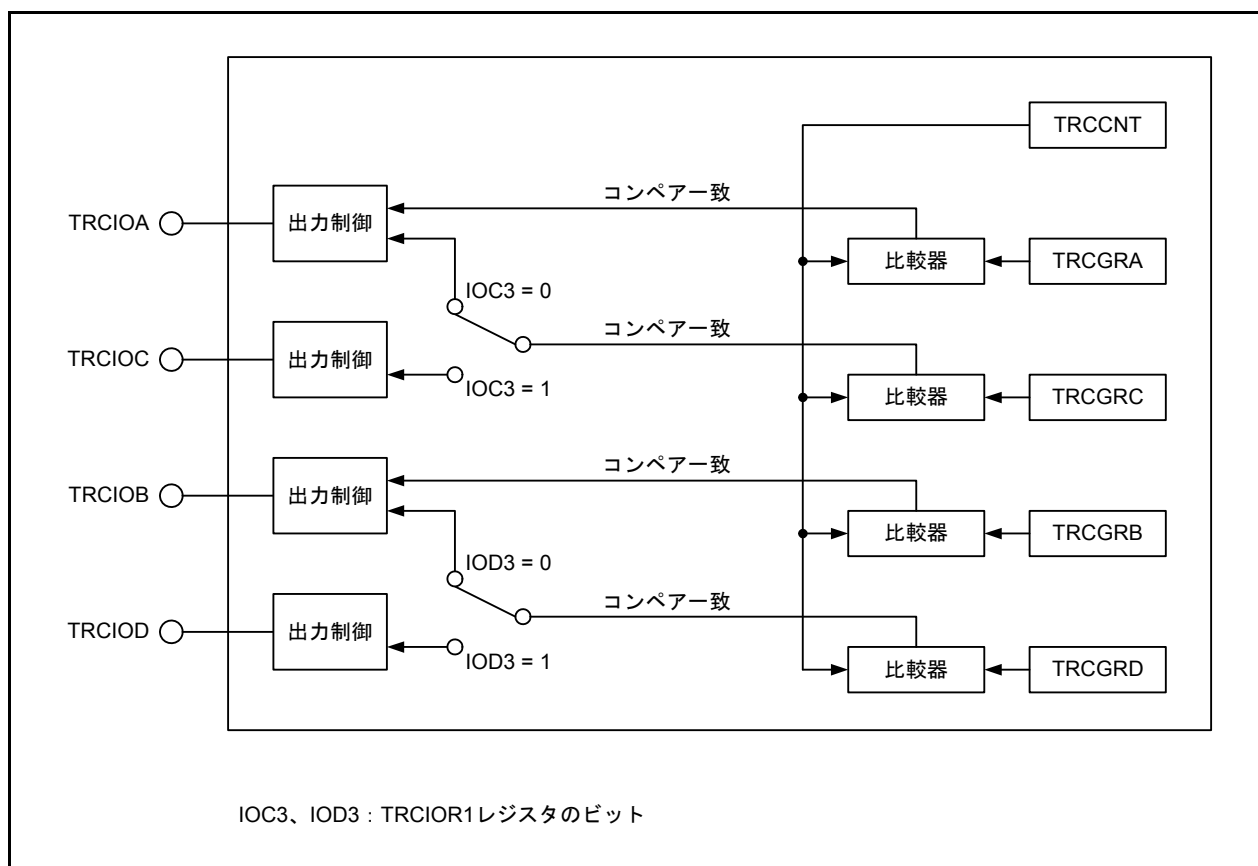 TRCCNT
コンペアー致
TRCIOA
出力制御
比較器
TRCGRA
IOC3 = 0
コンペアー致
TRCIOC
出力制御
IOC3 = 1
比較器
TRCGRC
コンペアー致
TRCIOB
出力制御
比較器
TRCGRB
IOD3 = 0
コンペアー致
TRCIOD
出力制御
IOD3 = 1
比較器
TRCGRD
IOC3、IOD3：TRCIOR1レジスタのビット